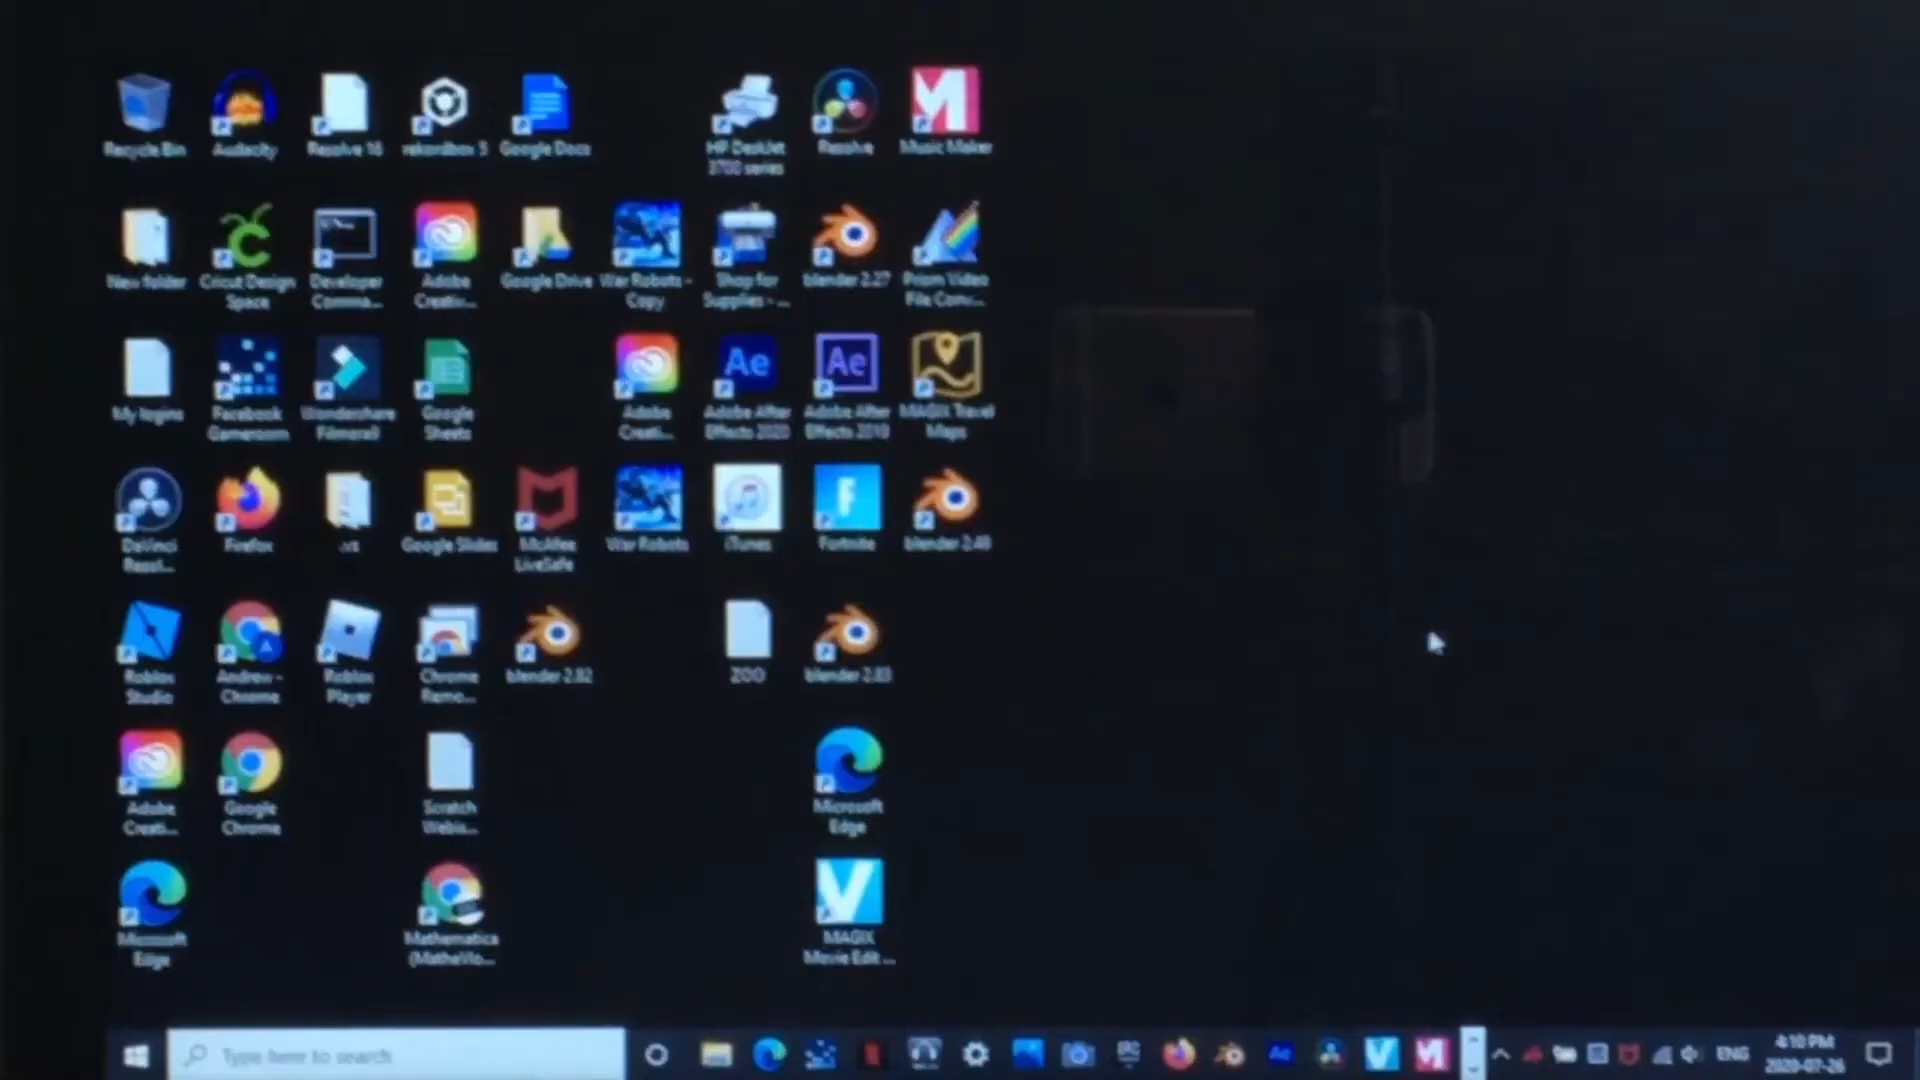 Recycle Bin
Audacity
Resolve 16
rekordbox 5
Google Docs
HP DeskJet
3700 series
Resolve
Music Maker
New folder
Cricut Design
Space
Developer
Comma...
Adobe
Creativ...
Google Drive
War Robots -
Copy
Shop for
Supplies - ...
blender 2.27
Prism Video
File Conv...
My logins
Facebook
Gameroom
Wondershare
Filmora9
Google
Sheets
Adobe
Creati...
Ae
Adobe After
Effects 2020
Ae
Adobe After
Effects 2019
MAGIX Travel
Maps
DaVinci
Resol...
Firefox
Google Slides
McAfee
LiveSafe
War Robots
iTunes
F
Fortnite
blender 2.49
Roblox
Studio
Andrew -
Chrome
Roblox
Player
Chrome
Remo...
blender 2.82
ZOO
blender 2.83
Adobe
Creati...
Google
Chrome
Scratch
Webis...
Microsoft
Edge
Microsoft
Edge
Mathematica
MAGIX
Movie Edit ...
Type here to search
Ae
ENG
4:10 PM
2020-07-26